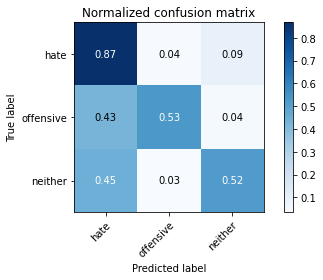 Normalized confusion matrix
True label
hate 0.87 0.04 0.09
offensive 0.43 0.53 0.04
neither 0.45 0.03 0.52
hate offensive neither
Predicted label
0.8
0.7
0.6
0.5
0.4
0.3
0.2
0.1